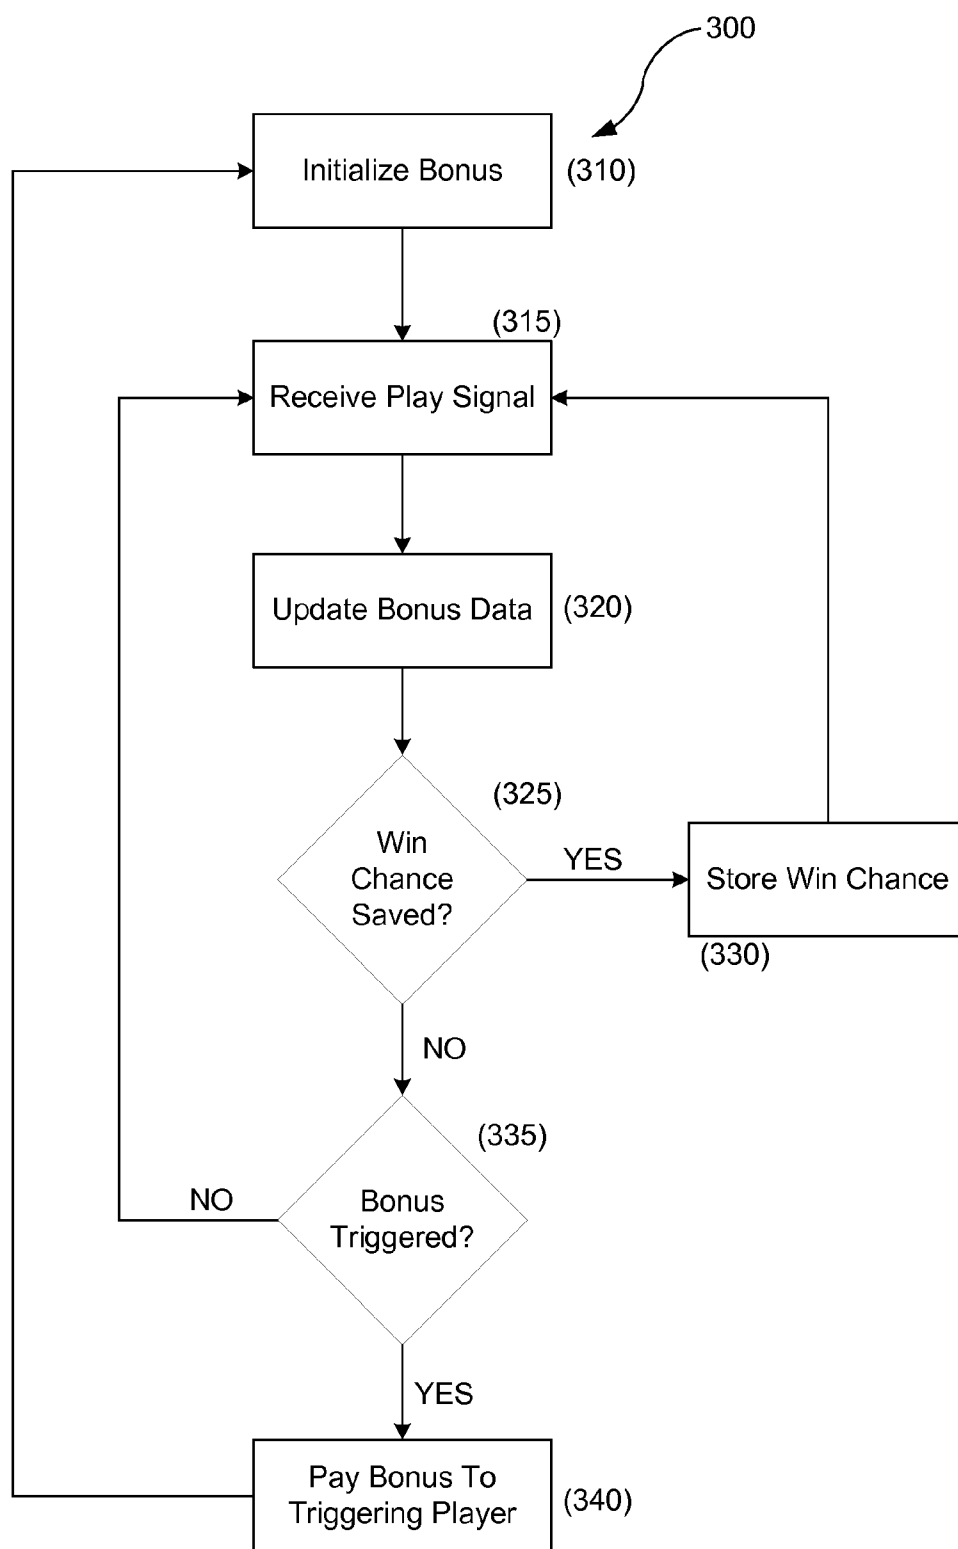 300
Initialize Bonus
(310)
(315)
Receive Play Signal
Update Bonus Data
(320)
(325)
Win
Chance
Saved?
YES
Store Win Chance
(330)
NO
(335)
Bonus
Triggered?
NO
YES
Pay Bonus To
Triggering Player
(340)